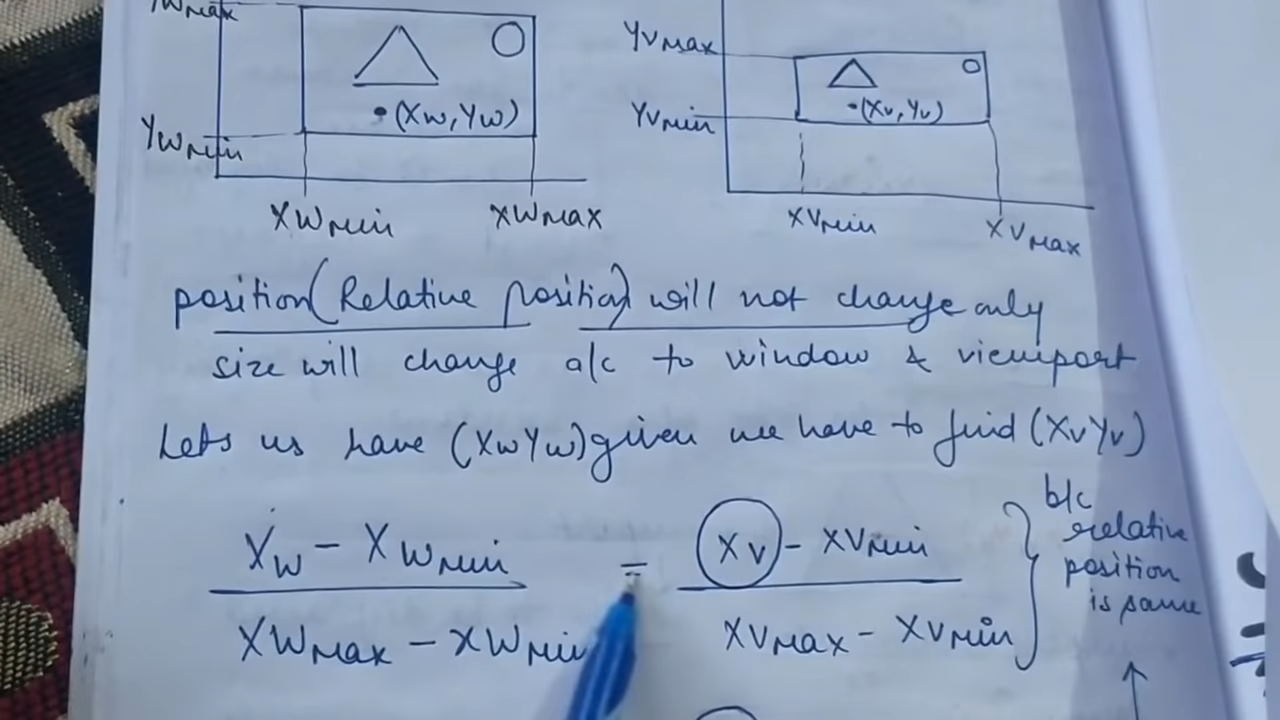 YWMax
YVMax
(Xw, Yw)
(Xv, Yv)
YWMin
YVMin
XWMin
XWMax
XVMin
XVMax
position (Relative position) will not change only
size will change a/c to window & viewport
Lets us have (XwYw) given we have to find (XvYv)
Xw - XWMin = Xv - XVMin
XWMax - XWMin XVMax - XVMin
b/c
relative
position
is same